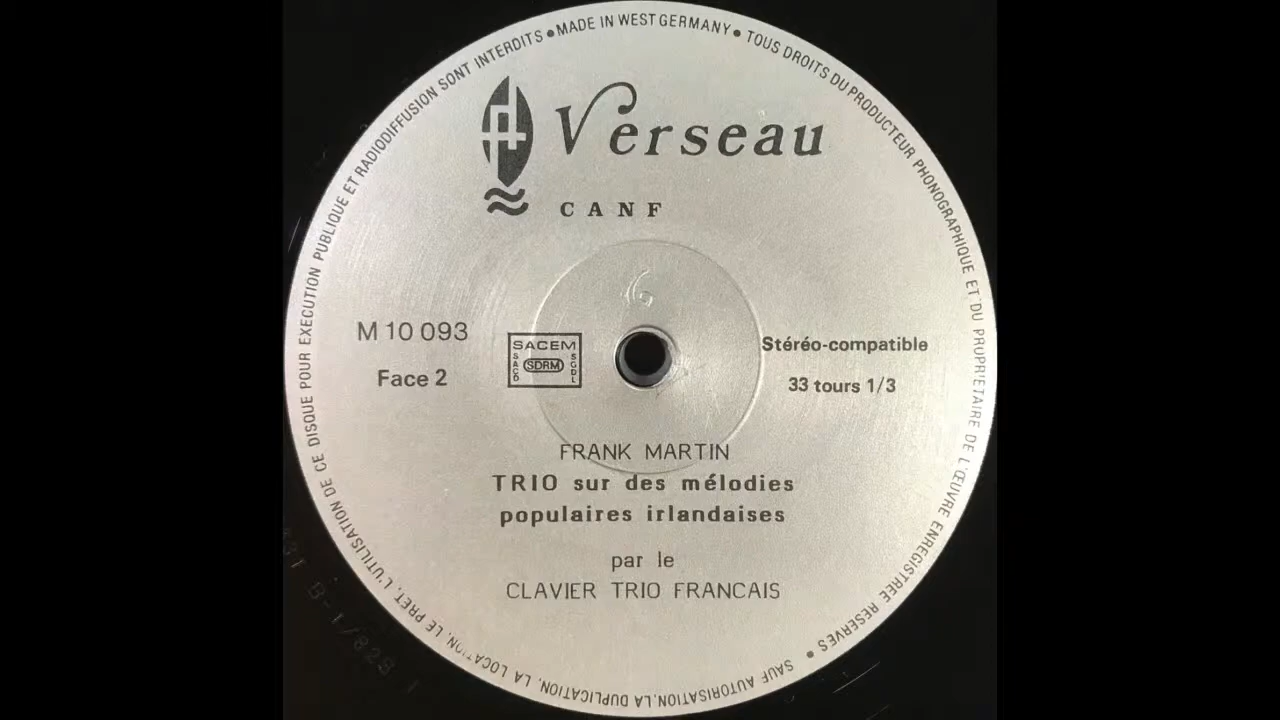 MADE IN WEST GERMANY ● TOUS DROITS DU PRODUCTEUR PHONOGRAPHIQUE ET DU PROPRIETAIRE DE L'ŒUVRE ENREGISTREE RESERVES ● SAUF AUTORISATION, LA DUPLICATION, LA LOCATION, LE PRET, L'UTILISATION DE CE DISQUE POUR EXECUTION PUBLIQUE ET RADIODIFFUSION SONT INTERDITS ●
Verseau
CANF
6
M 10 093
Face 2
SACEM
SACD
SDRM
SGDL
Stéréo-compatible
33 tours 1/3
FRANK MARTIN
TRIO sur des mélodies
populaires irlandaises
par le
CLAVIER TRIO FRANCAIS